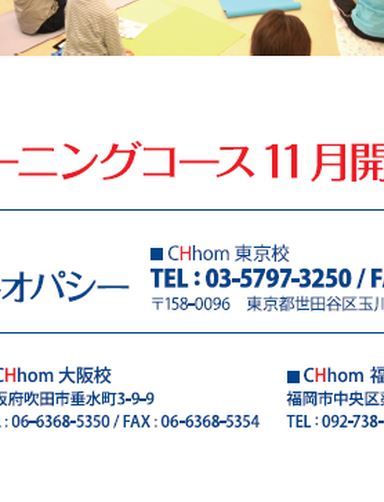 ーニングコース 11月開
オパシー
■ CHhom 東京校
TEL : 03-5797-3250 / F
〒158-0096 東京都世田谷区玉川
CHhom 大阪校
阪府吹田市垂水町3-9-9
: 06-6368-5350 / FAX : 06-6368-5354
■ CHhom 福
福岡市中央区
TEL : 092-738-